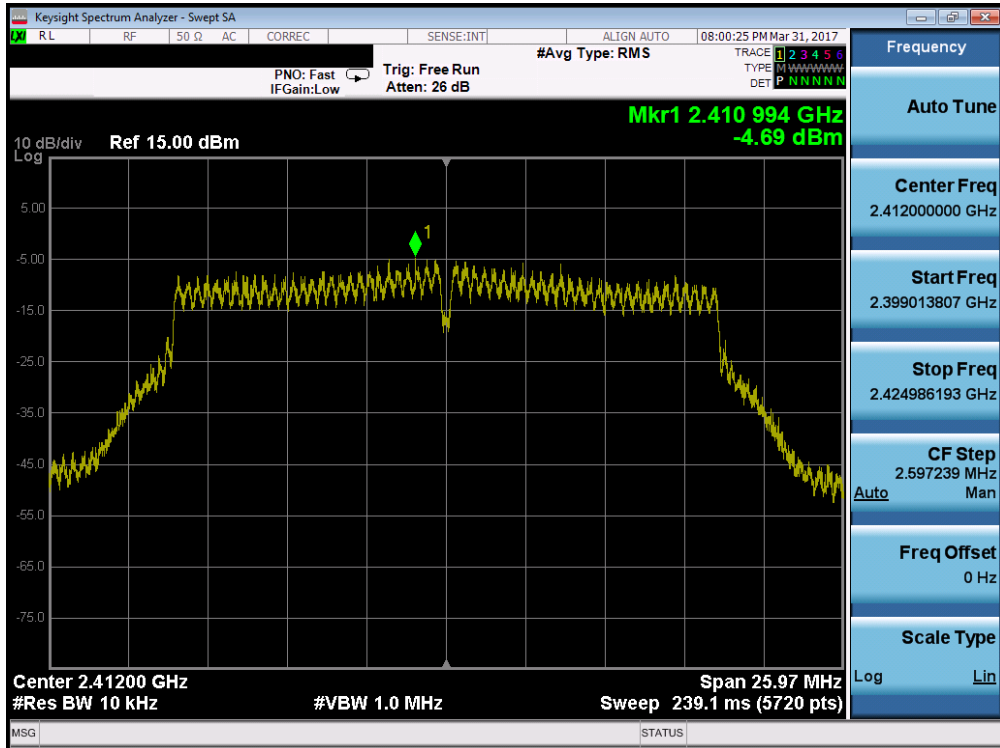 Keysight Spectrum Analyzer - Swept SA
LXI RL RF 50 Ω AC CORREC SENSE:INT ALIGN AUTO 08:00:25 PM Mar 31, 2017
#Avg Type: RMS
TRACE 1 2 3 4 5 6
TYPE M WWWWW
DET P N N N N N
PNO: Fast
IFGain:Low
Trig: Free Run
Atten: 26 dB
Mkr1 2.410 994 GHz
-4.69 dBm
10 dB/div Ref 15.00 dBm
Log
1
5.00
-5.00
-15.0
-25.0
-35.0
-45.0
-55.0
-65.0
-75.0
Center 2.41200 GHz Span 25.97 MHz
#Res BW 10 kHz #VBW 1.0 MHz Sweep 239.1 ms (5720 pts)
MSG STATUS
Frequency
Auto Tune
Center Freq
2.412000000 GHz
Start Freq
2.399013807 GHz
Stop Freq
2.424986193 GHz
CF Step
2.597239 MHz
Auto Man
Freq Offset
0 Hz
Scale Type
Log Lin